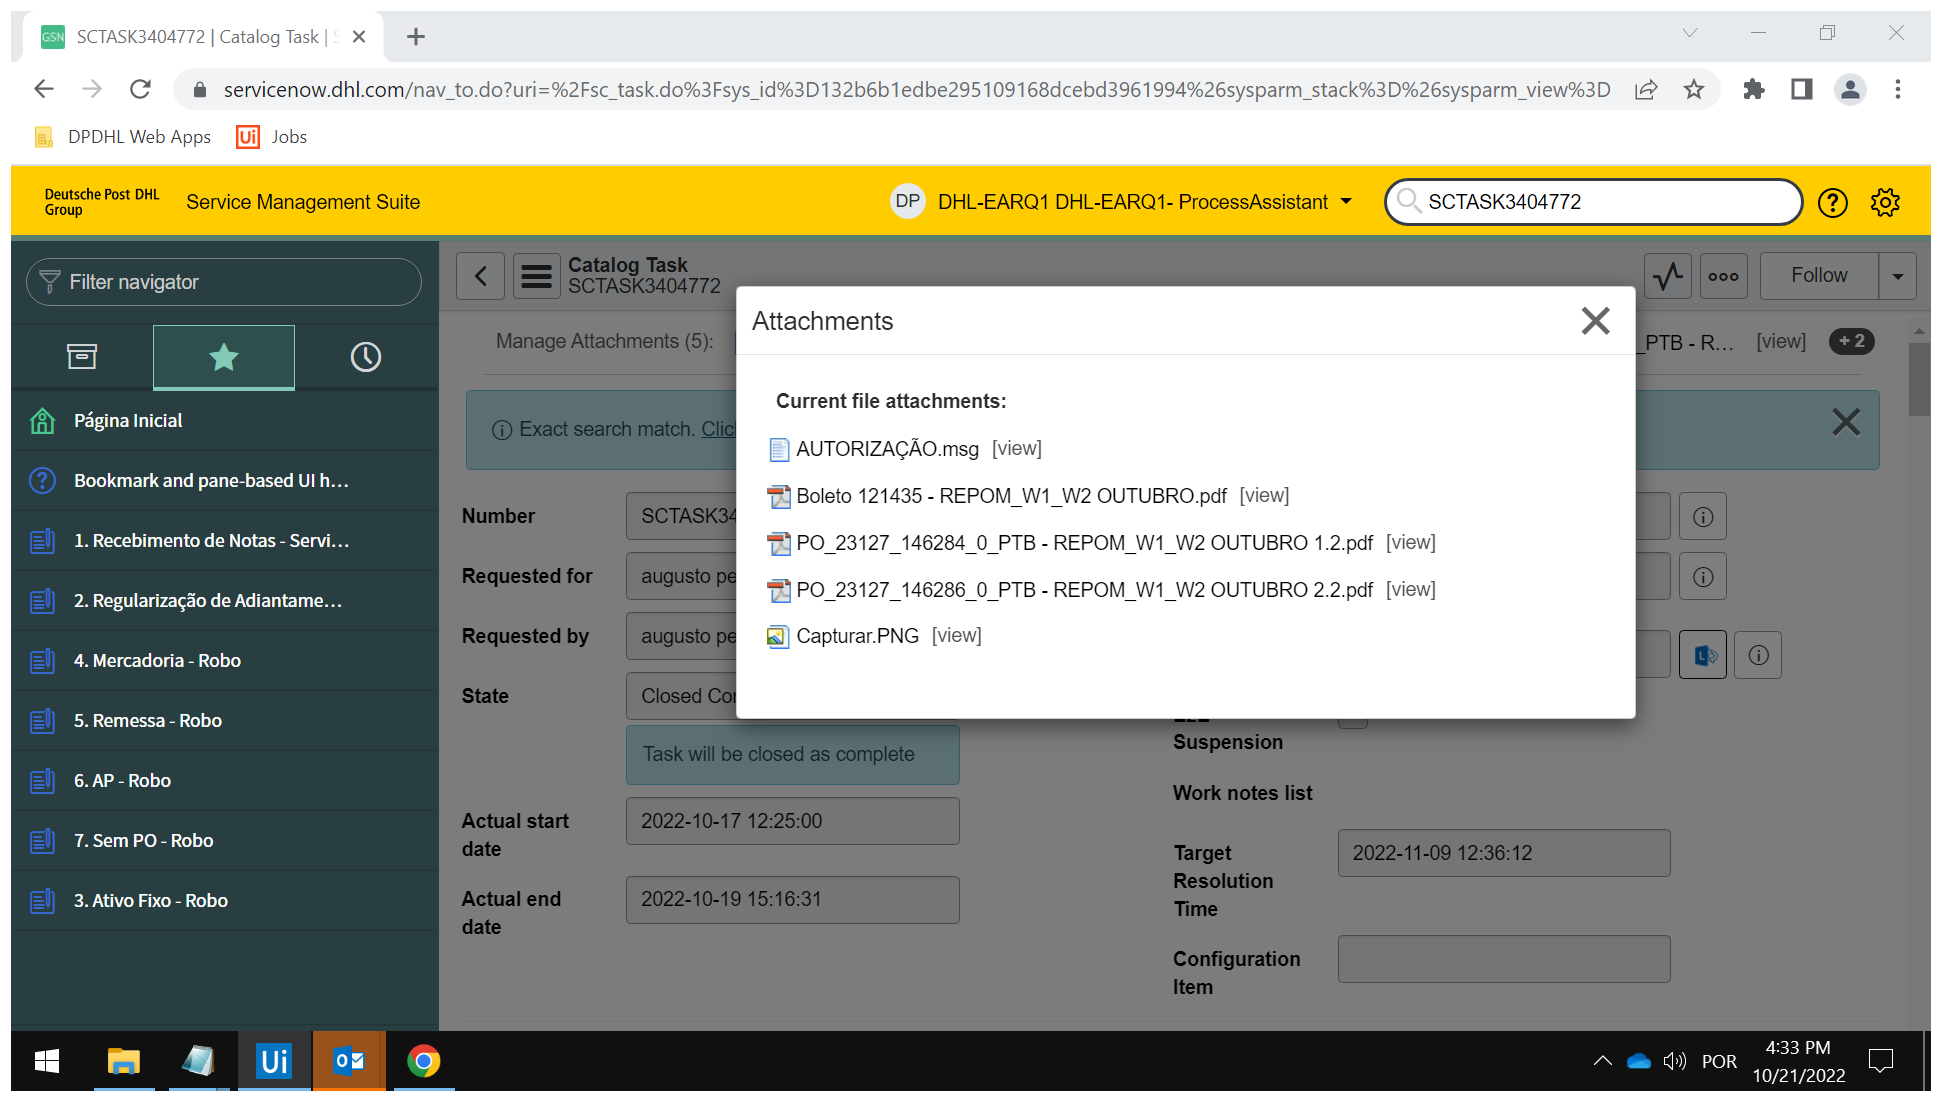 GSN SCTASK3404772 | Catalog Task |
servicenow.dhl.com/nav_to.do?uri=%2Fsc_task.do%3Fsys_id%3D132b6b1edbe295109168dcebd3961994%26sysparm_stack%3D%26sysparm_view%3D
DPDHL Web Apps
Ui Jobs
Deutsche Post DHL
Group
Service Management Suite
DP DHL-EARQ1 DHL-EARQ1- ProcessAssistant
SCTASK3404772
Filter navigator
Página Inicial
Bookmark and pane-based UI h...
1. Recebimento de Notas - Servi...
2. Regularização de Adiantame...
4. Mercadoria - Robo
5. Remessa - Robo
6. AP - Robo
7. Sem PO - Robo
3. Ativo Fixo - Robo
Catalog Task
SCTASK3404772
Follow
Manage Attachments (5):
_PTB - R... [view] + 2
Exact search match.
Number
SCTASK34
Requested for
augusto pe
Requested by
augusto pe
State
Closed Co
Task will be closed as complete
Actual start
date
2022-10-17 12:25:00
Actual end
date
2022-10-19 15:16:31
Attachments
Current file attachments:
AUTORIZAÇÃO.msg [view]
Boleto 121435 - REPOM_W1_W2 OUTUBRO.pdf [view]
PO_23127_146284_0_PTB - REPOM_W1_W2 OUTUBRO 1.2.pdf [view]
PO_23127_146286_0_PTB - REPOM_W1_W2 OUTUBRO 2.2.pdf [view]
Capturar.PNG [view]
Suspension
Work notes list
Target
Resolution
Time
2022-11-09 12:36:12
Configuration
Item
Ui
POR
4:33 PM
10/21/2022